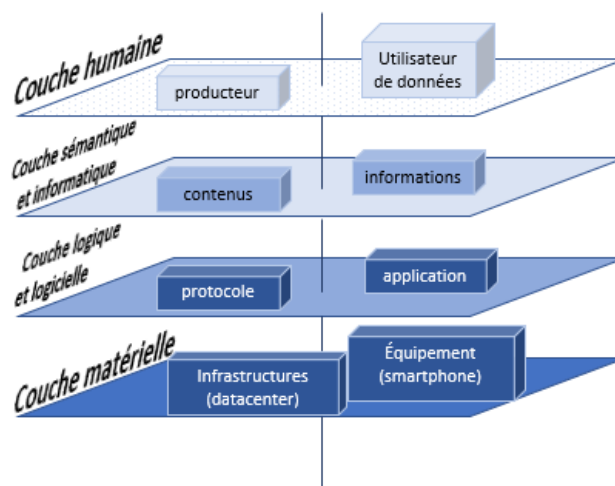 Couche humaine
producteur
Utilisateur
de données
Couche sémantique
et informatique
contenus
informations
Couche logique
et logicielle
protocole
application
Couche matérielle
Infrastructures
(datacenter)
Équipement
(smartphone)